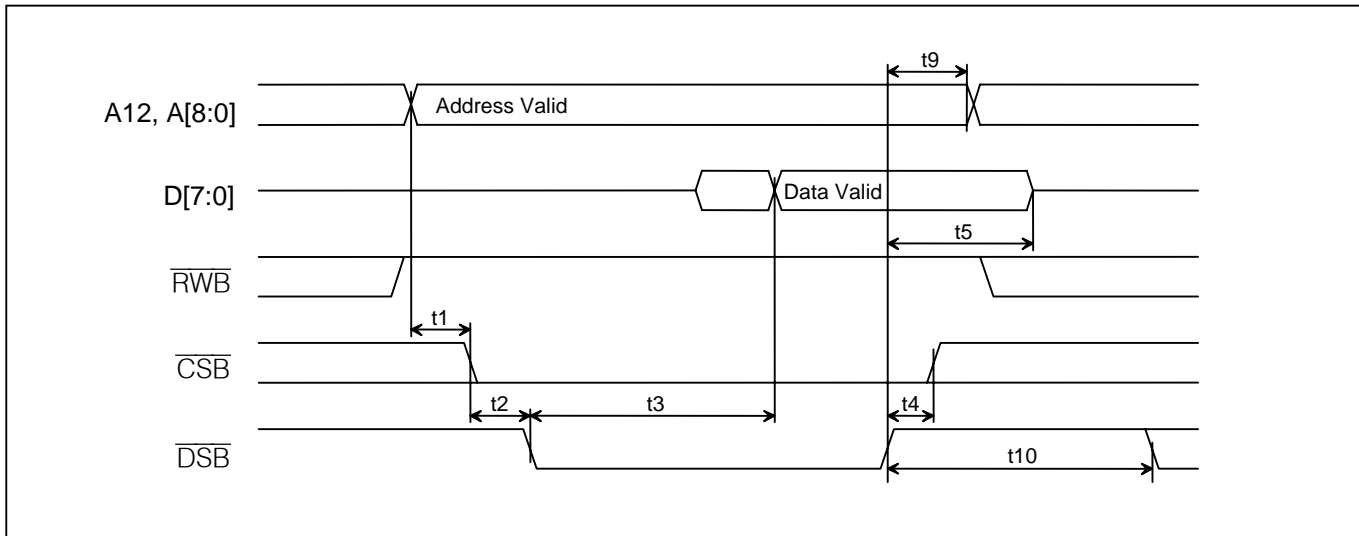 t9
A12, A[8:0]
Address Valid
D[7:0]
Data Valid
t5
RWB
t1
CSB
t2
t3
t4
DSB
t10